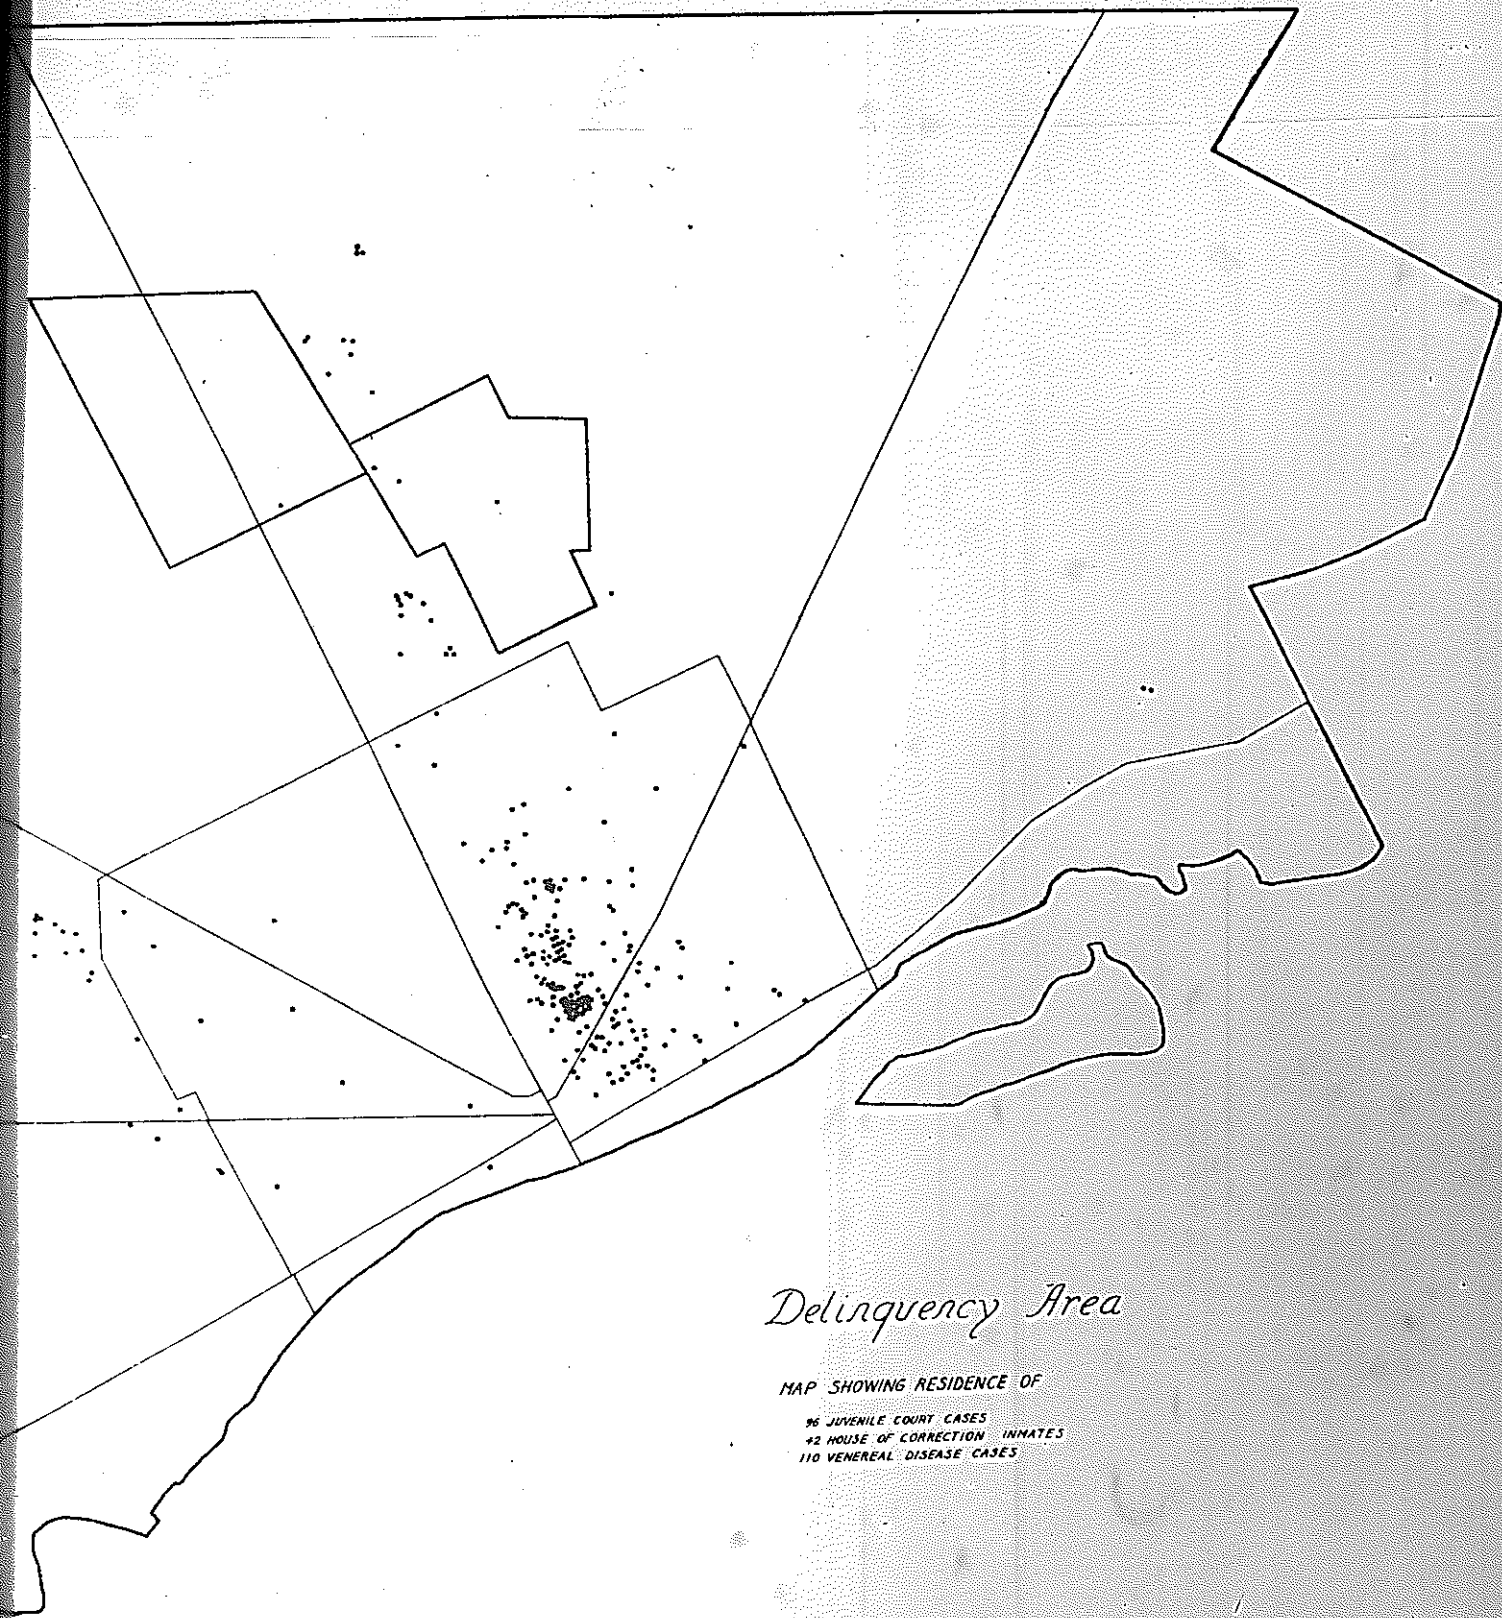 Delinquency Area
MAP SHOWING RESIDENCE OF
96 JUVENILE COURT CASES
42 HOUSE OF CORRECTION INMATES
110 VENEREAL DISEASE CASES